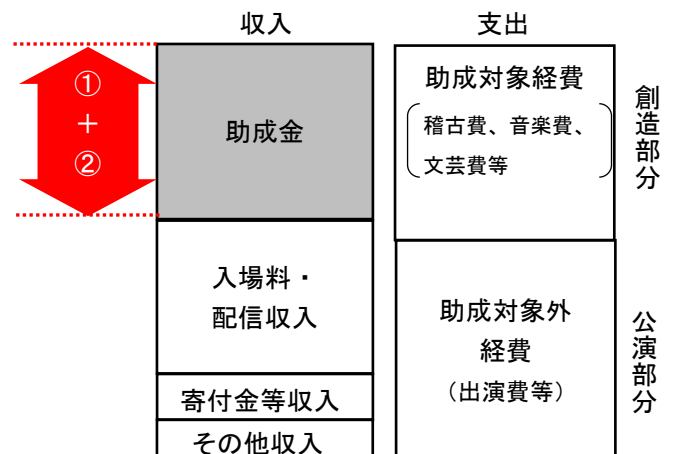 収入
支出
①
＋
②
助成金
入場料・
配信収入
寄付金等収入
その他収入
助成対象経費
稽古費、音楽費、
文芸費等
助成対象外
経費
（出演費等）
創造部分
公演部分